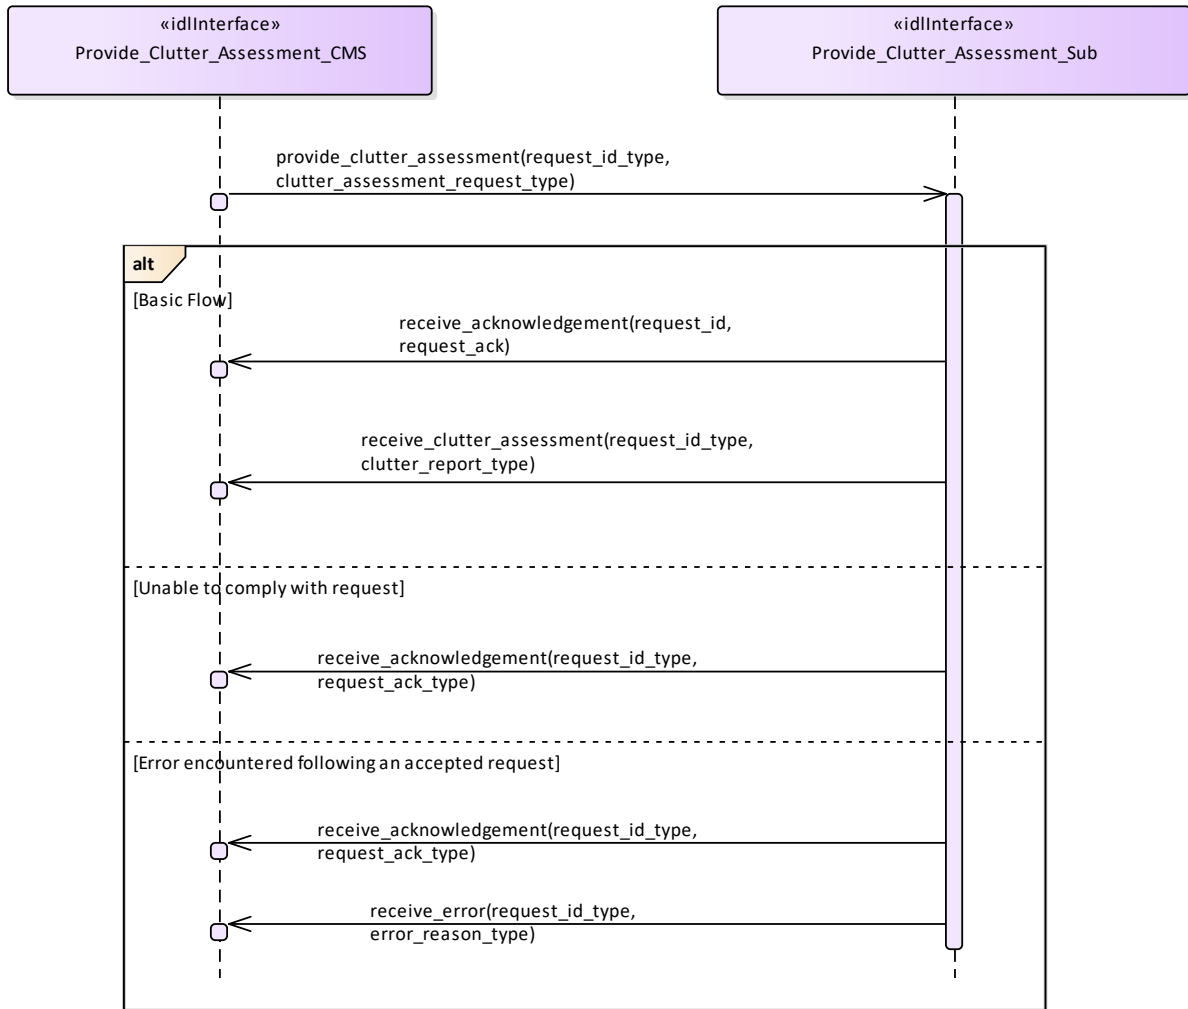 «idlInterface»
Provide_Clutter_Assessment_CMS
«idlInterface»
Provide_Clutter_Assessment_Sub
provide_clutter_assessment(request_id_type,
clutter_assessment_request_type)
alt
[Basic Flow]
receive_acknowledgement(request_id,
request_ack)
receive_clutter_assessment(request_id_type,
clutter_report_type)
[Unable to comply with request]
receive_acknowledgement(request_id_type,
request_ack_type)
[Error encountered following an accepted request]
receive_acknowledgement(request_id_type,
request_ack_type)
receive_error(request_id_type,
error_reason_type)